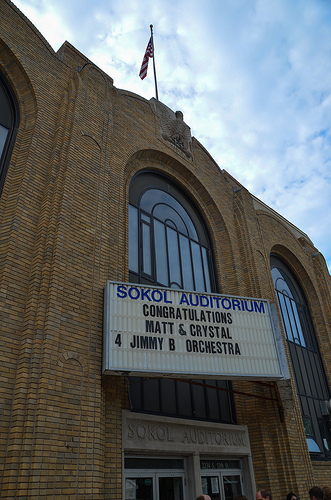 SOKOL AUDITORIUM
CONGRATULATIONS
MATT & CRYSTAL
4 JIMMY B ORCHESTRA
SOKOL AUDITORIUM